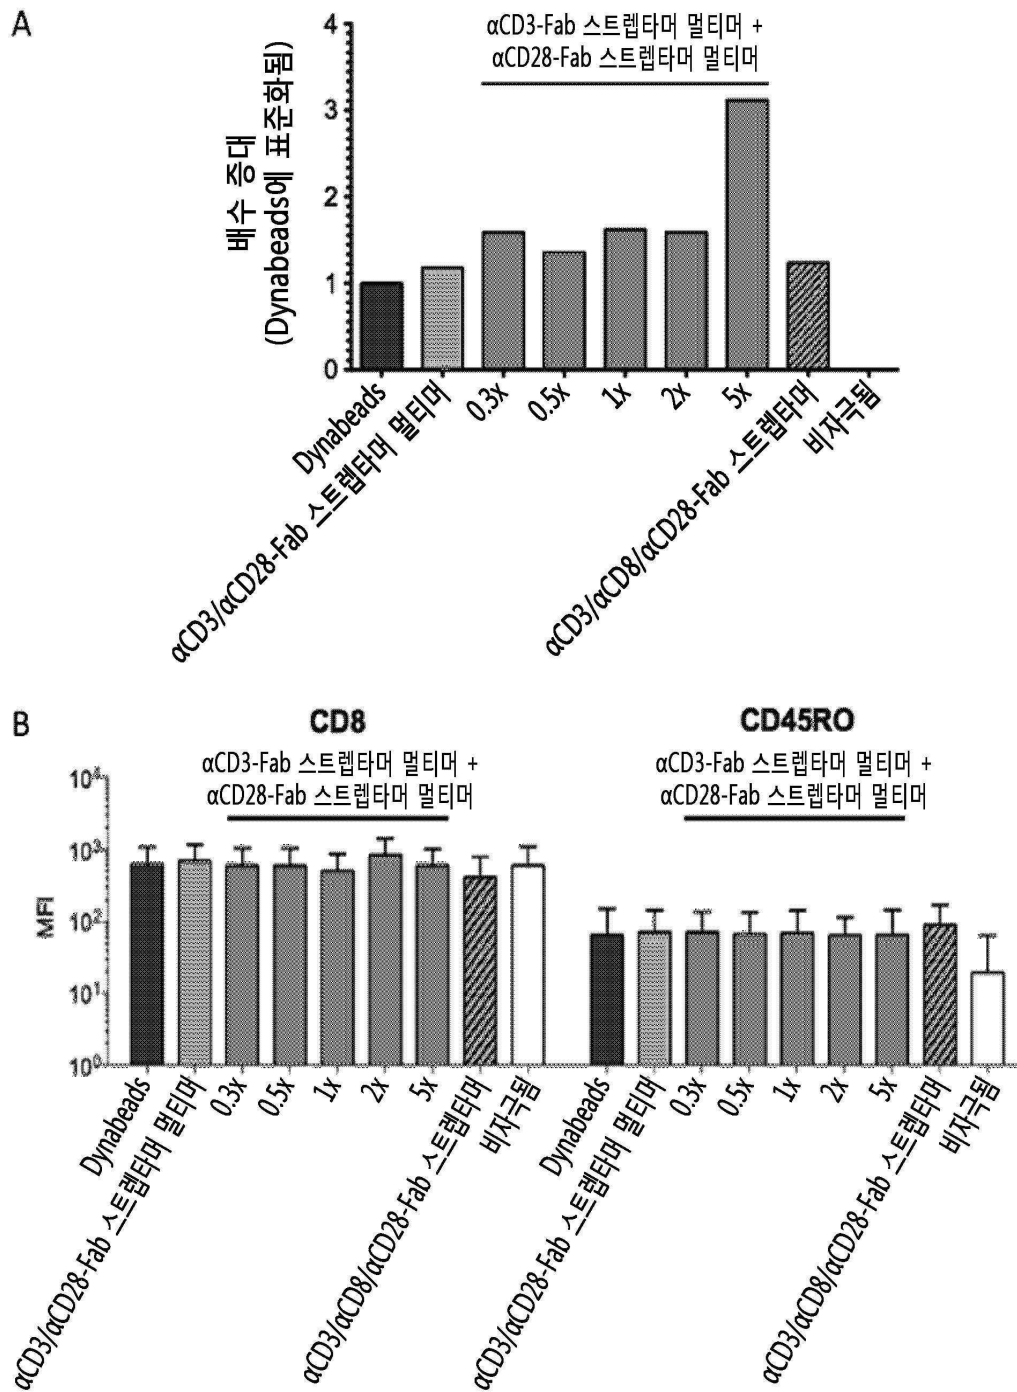 A
αCD3-Fab 스트렙타머 멀티머 +
αCD28-Fab 스트렙타머 멀티머
배수 증대
(Dynabeads에 표준화됨)
4
3
2
1
0
Dynabeads
αCD3/αCD28-Fab 스트렙타머 멀티머
0.3x
0.5x
1x
2x
5x
αCD3/αCD8/αCD28-Fab 스트렙타머
비자극됨
B
CD8
CD45RO
αCD3-Fab 스트렙타머 멀티머 +
αCD28-Fab 스트렙타머 멀티머
αCD3-Fab 스트렙타머 멀티머 +
αCD28-Fab 스트렙타머 멀티머
MFI
10⁴
10³
10²
10¹
10⁰
Dynabeads
αCD3/αCD28-Fab 스트렙타머 멀티머
0.3x
0.5x
1x
2x
5x
αCD3/αCD8/αCD28-Fab 스트렙타머
비자극됨
Dynabeads
αCD3/αCD28-Fab 스트렙타머 멀티머
0.3x
0.5x
1x
2x
5x
αCD3/αCD8/αCD28-Fab 스트렙타머
비자극됨